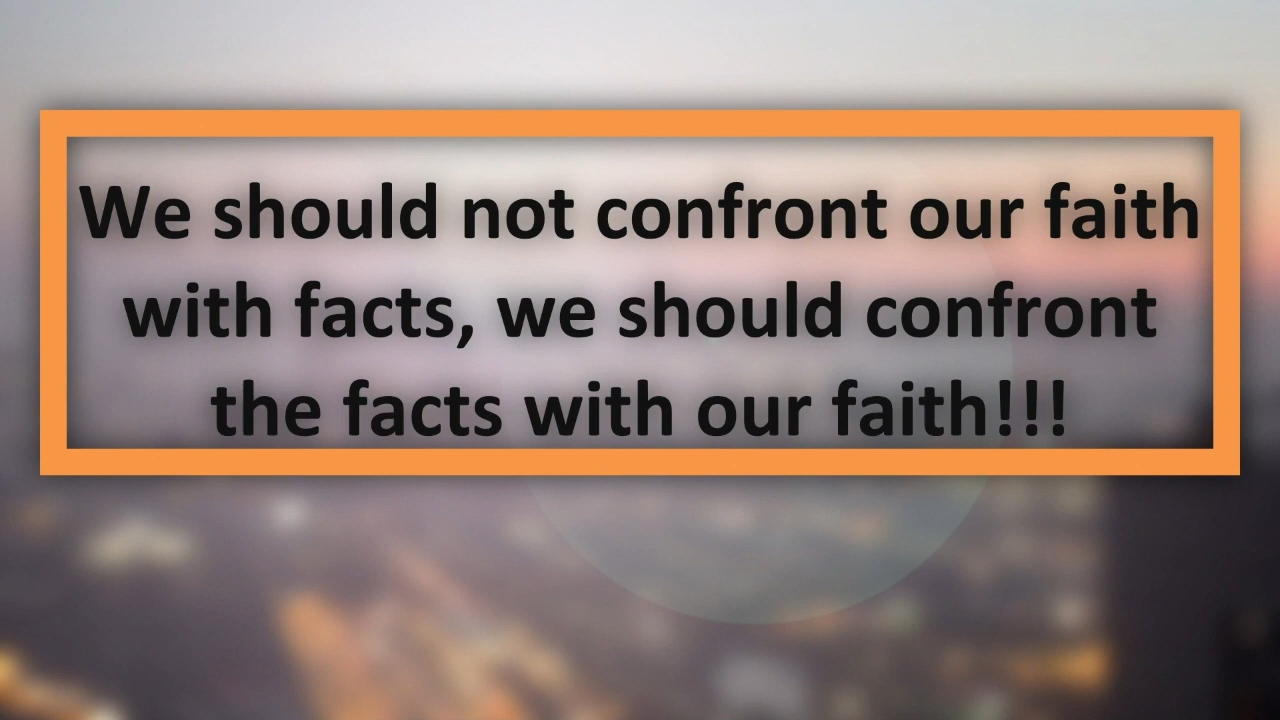 We should not confront our faith
with facts, we should confront
the facts with our faith!!!